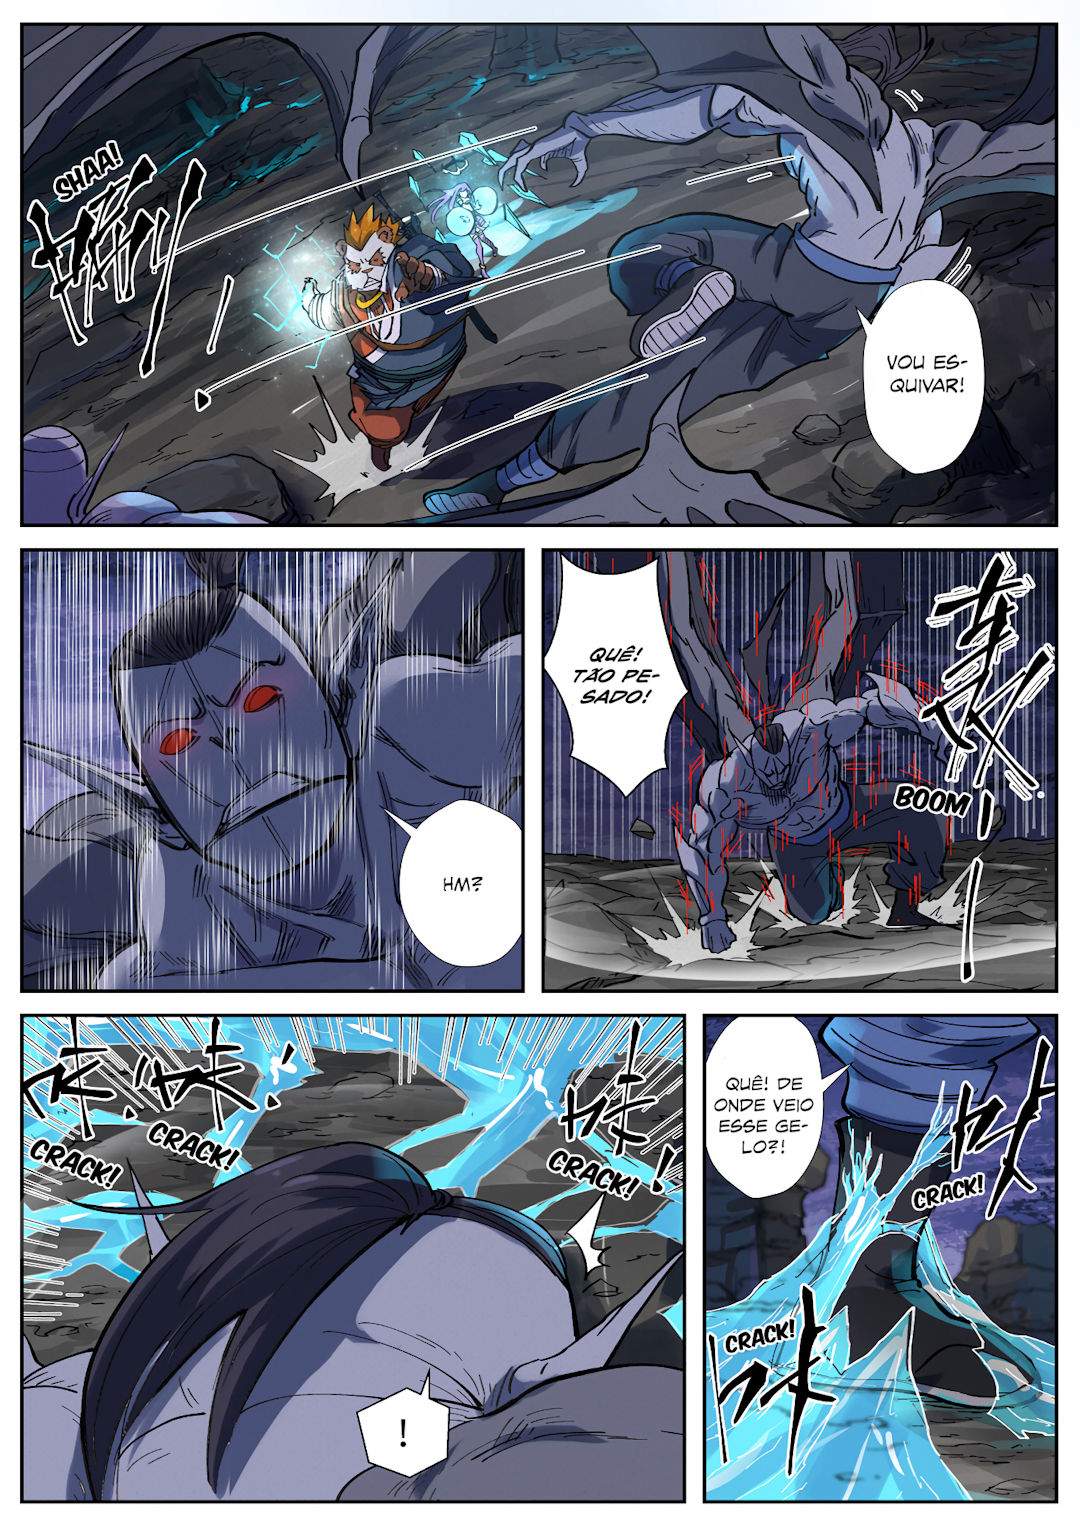 SHAA!
VOU ES-
QUIVAR!
HM?
QUÊ!
TÃO PE-
SADO!
BOOM
CRACK!
CRACK!
CRACK!
!
QUÊ! DE
ONDE VEIO
ESSE GE-
LO?!
CRACK!
CRACK!